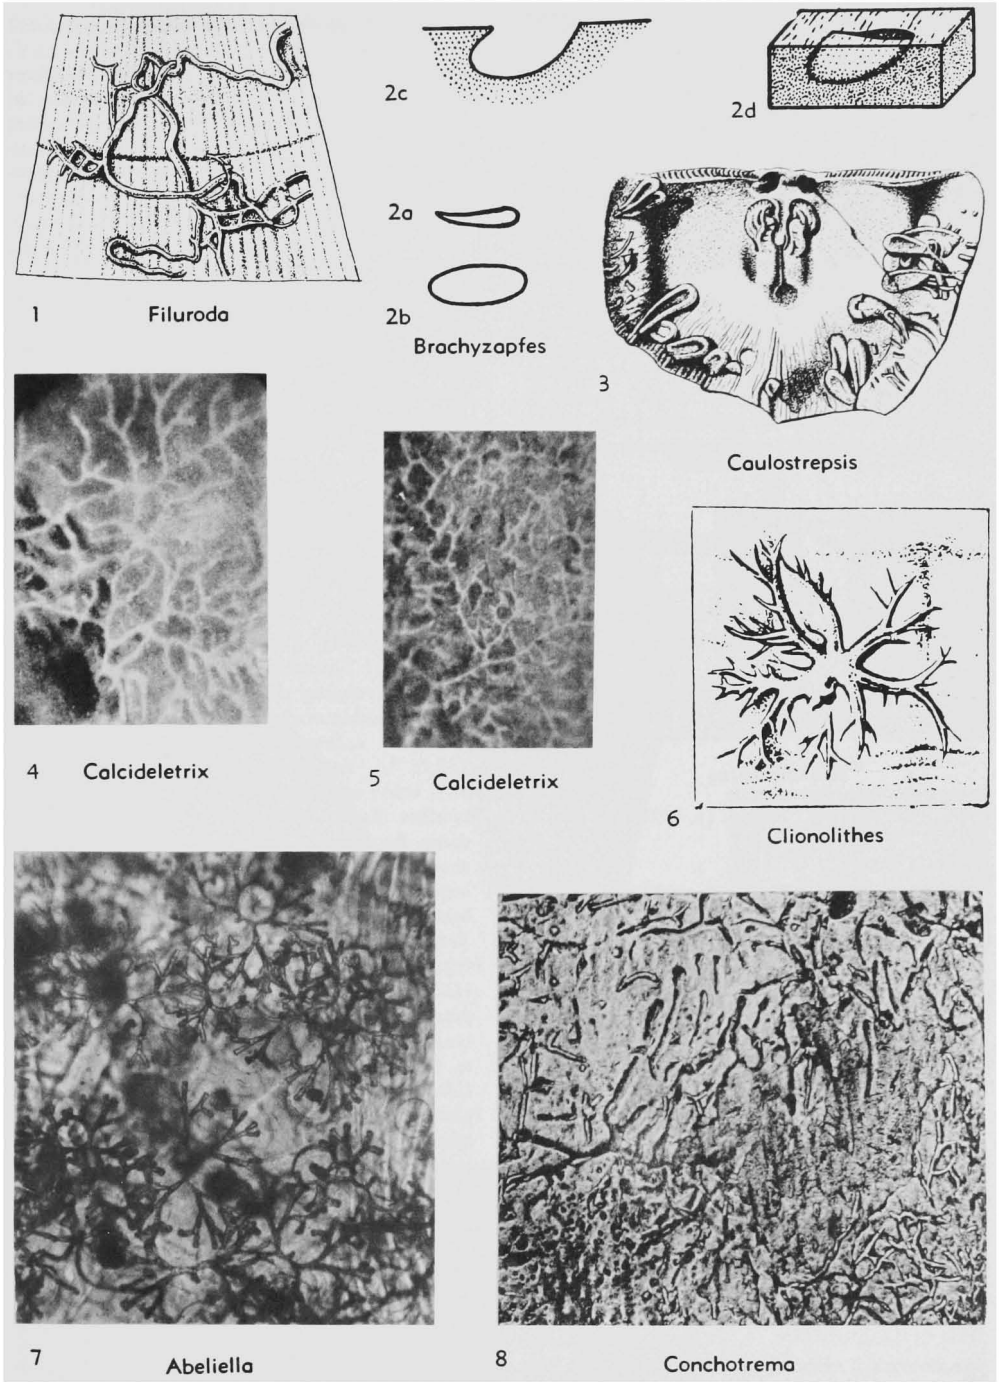 2c
2d
2a
1 Filuroda
2b
Brachyzapfes
3
Caulostrepsis
4 Calcideletrix
5 Calcideletrix
6
Clionolithes
7 Abeliella
8 Conchotrema